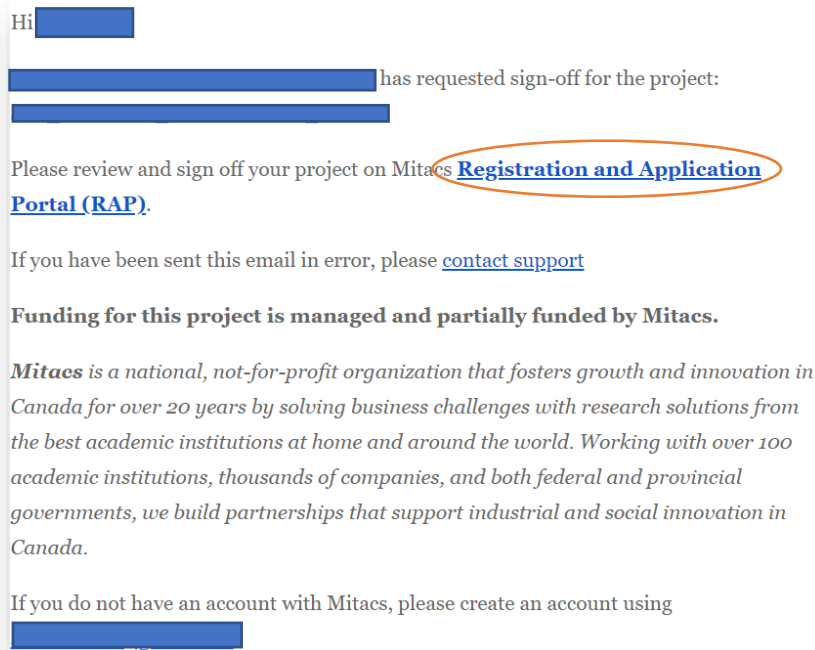 Hi
has requested sign-off for the project:
Please review and sign off your project on Mitacs Registration and Application
Portal (RAP).
If you have been sent this email in error, please contact support
Funding for this project is managed and partially funded by Mitacs.
Mitacs is a national, not-for-profit organization that fosters growth and innovation in
Canada for over 20 years by solving business challenges with research solutions from
the best academic institutions at home and around the world. Working with over 100
academic institutions, thousands of companies, and both federal and provincial
governments, we build partnerships that support industrial and social innovation in
Canada.
If you do not have an account with Mitacs, please create an account using